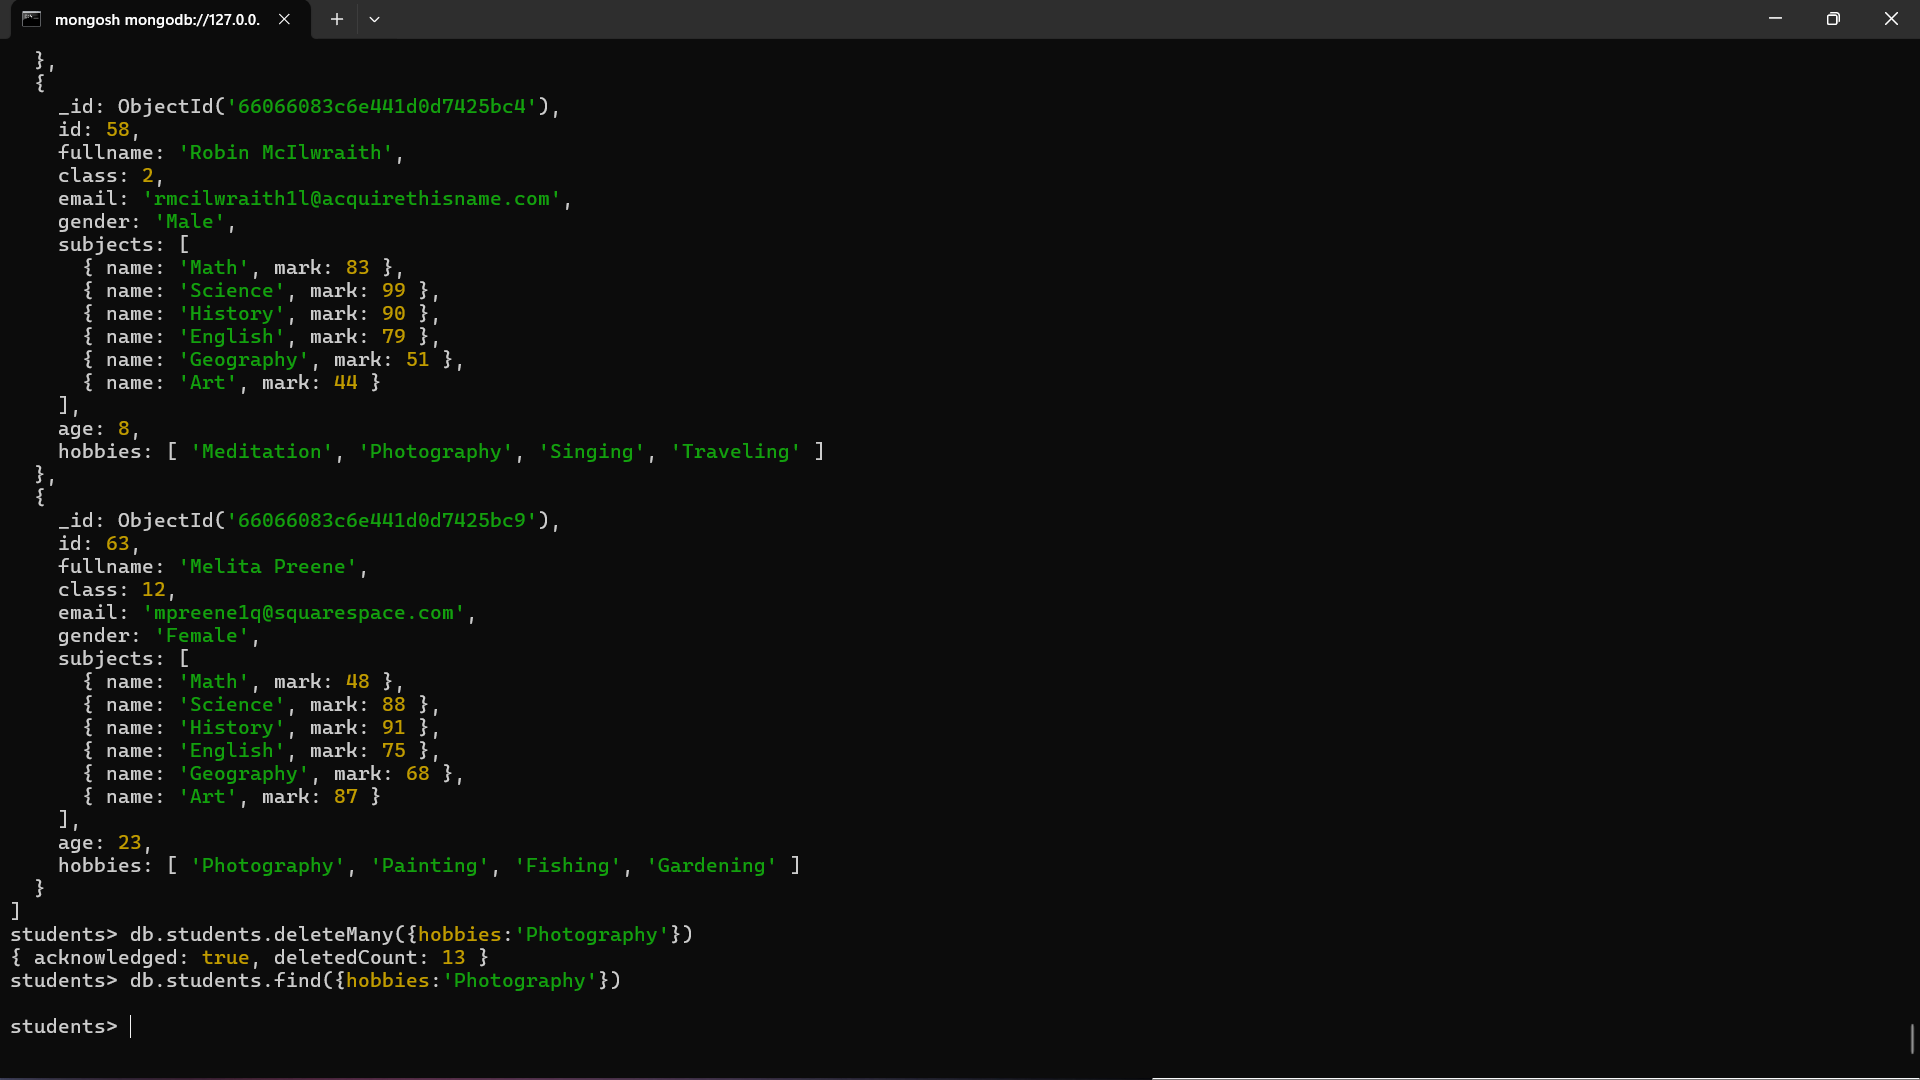 mongosh mongodb://127.0.0.
},
{
_id: ObjectId('66066083c6e441d0d7425bc4'),
id: 58,
fullname: 'Robin McIlwraith',
class: 2,
email: 'rmcilwraith1l@acquirethisname.com',
gender: 'Male',
subjects: [
{ name: 'Math', mark: 83 },
{ name: 'Science', mark: 99 },
{ name: 'History', mark: 90 },
{ name: 'English', mark: 79 },
{ name: 'Geography', mark: 51 },
{ name: 'Art', mark: 44 }
],
age: 8,
hobbies: [ 'Meditation', 'Photography', 'Singing', 'Traveling' ]
},
{
_id: ObjectId('66066083c6e441d0d7425bc9'),
id: 63,
fullname: 'Melita Preene',
class: 12,
email: 'mpreene1q@squarespace.com',
gender: 'Female',
subjects: [
{ name: 'Math', mark: 48 },
{ name: 'Science', mark: 88 },
{ name: 'History', mark: 91 },
{ name: 'English', mark: 75 },
{ name: 'Geography', mark: 68 },
{ name: 'Art', mark: 87 }
],
age: 23,
hobbies: [ 'Photography', 'Painting', 'Fishing', 'Gardening' ]
}
]
students> db.students.deleteMany({hobbies:'Photography'})
{ acknowledged: true, deletedCount: 13 }
students> db.students.find({hobbies:'Photography'})
students>